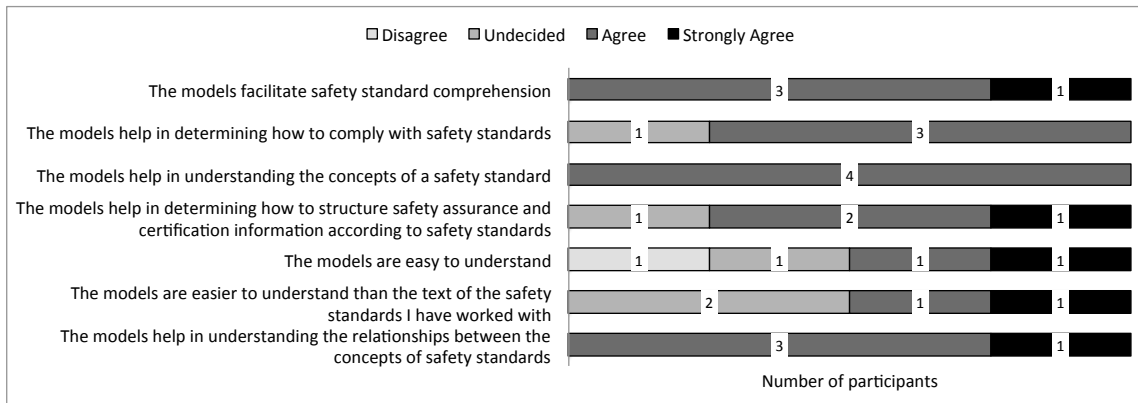 Disagree Undecided Agree Strongly Agree
The models facilitate safety standard comprehension
3 1
The models help in determining how to comply with safety standards
1 3
The models help in understanding the concepts of a safety standard
4
The models help in determining how to structure safety assurance and
certification information according to safety standards
1 2 1
The models are easy to understand
1 1 1 1
The models are easier to understand than the text of the safety
standards I have worked with
2 1 1
The models help in understanding the relationships between the
concepts of safety standards
3 1
Number of participants